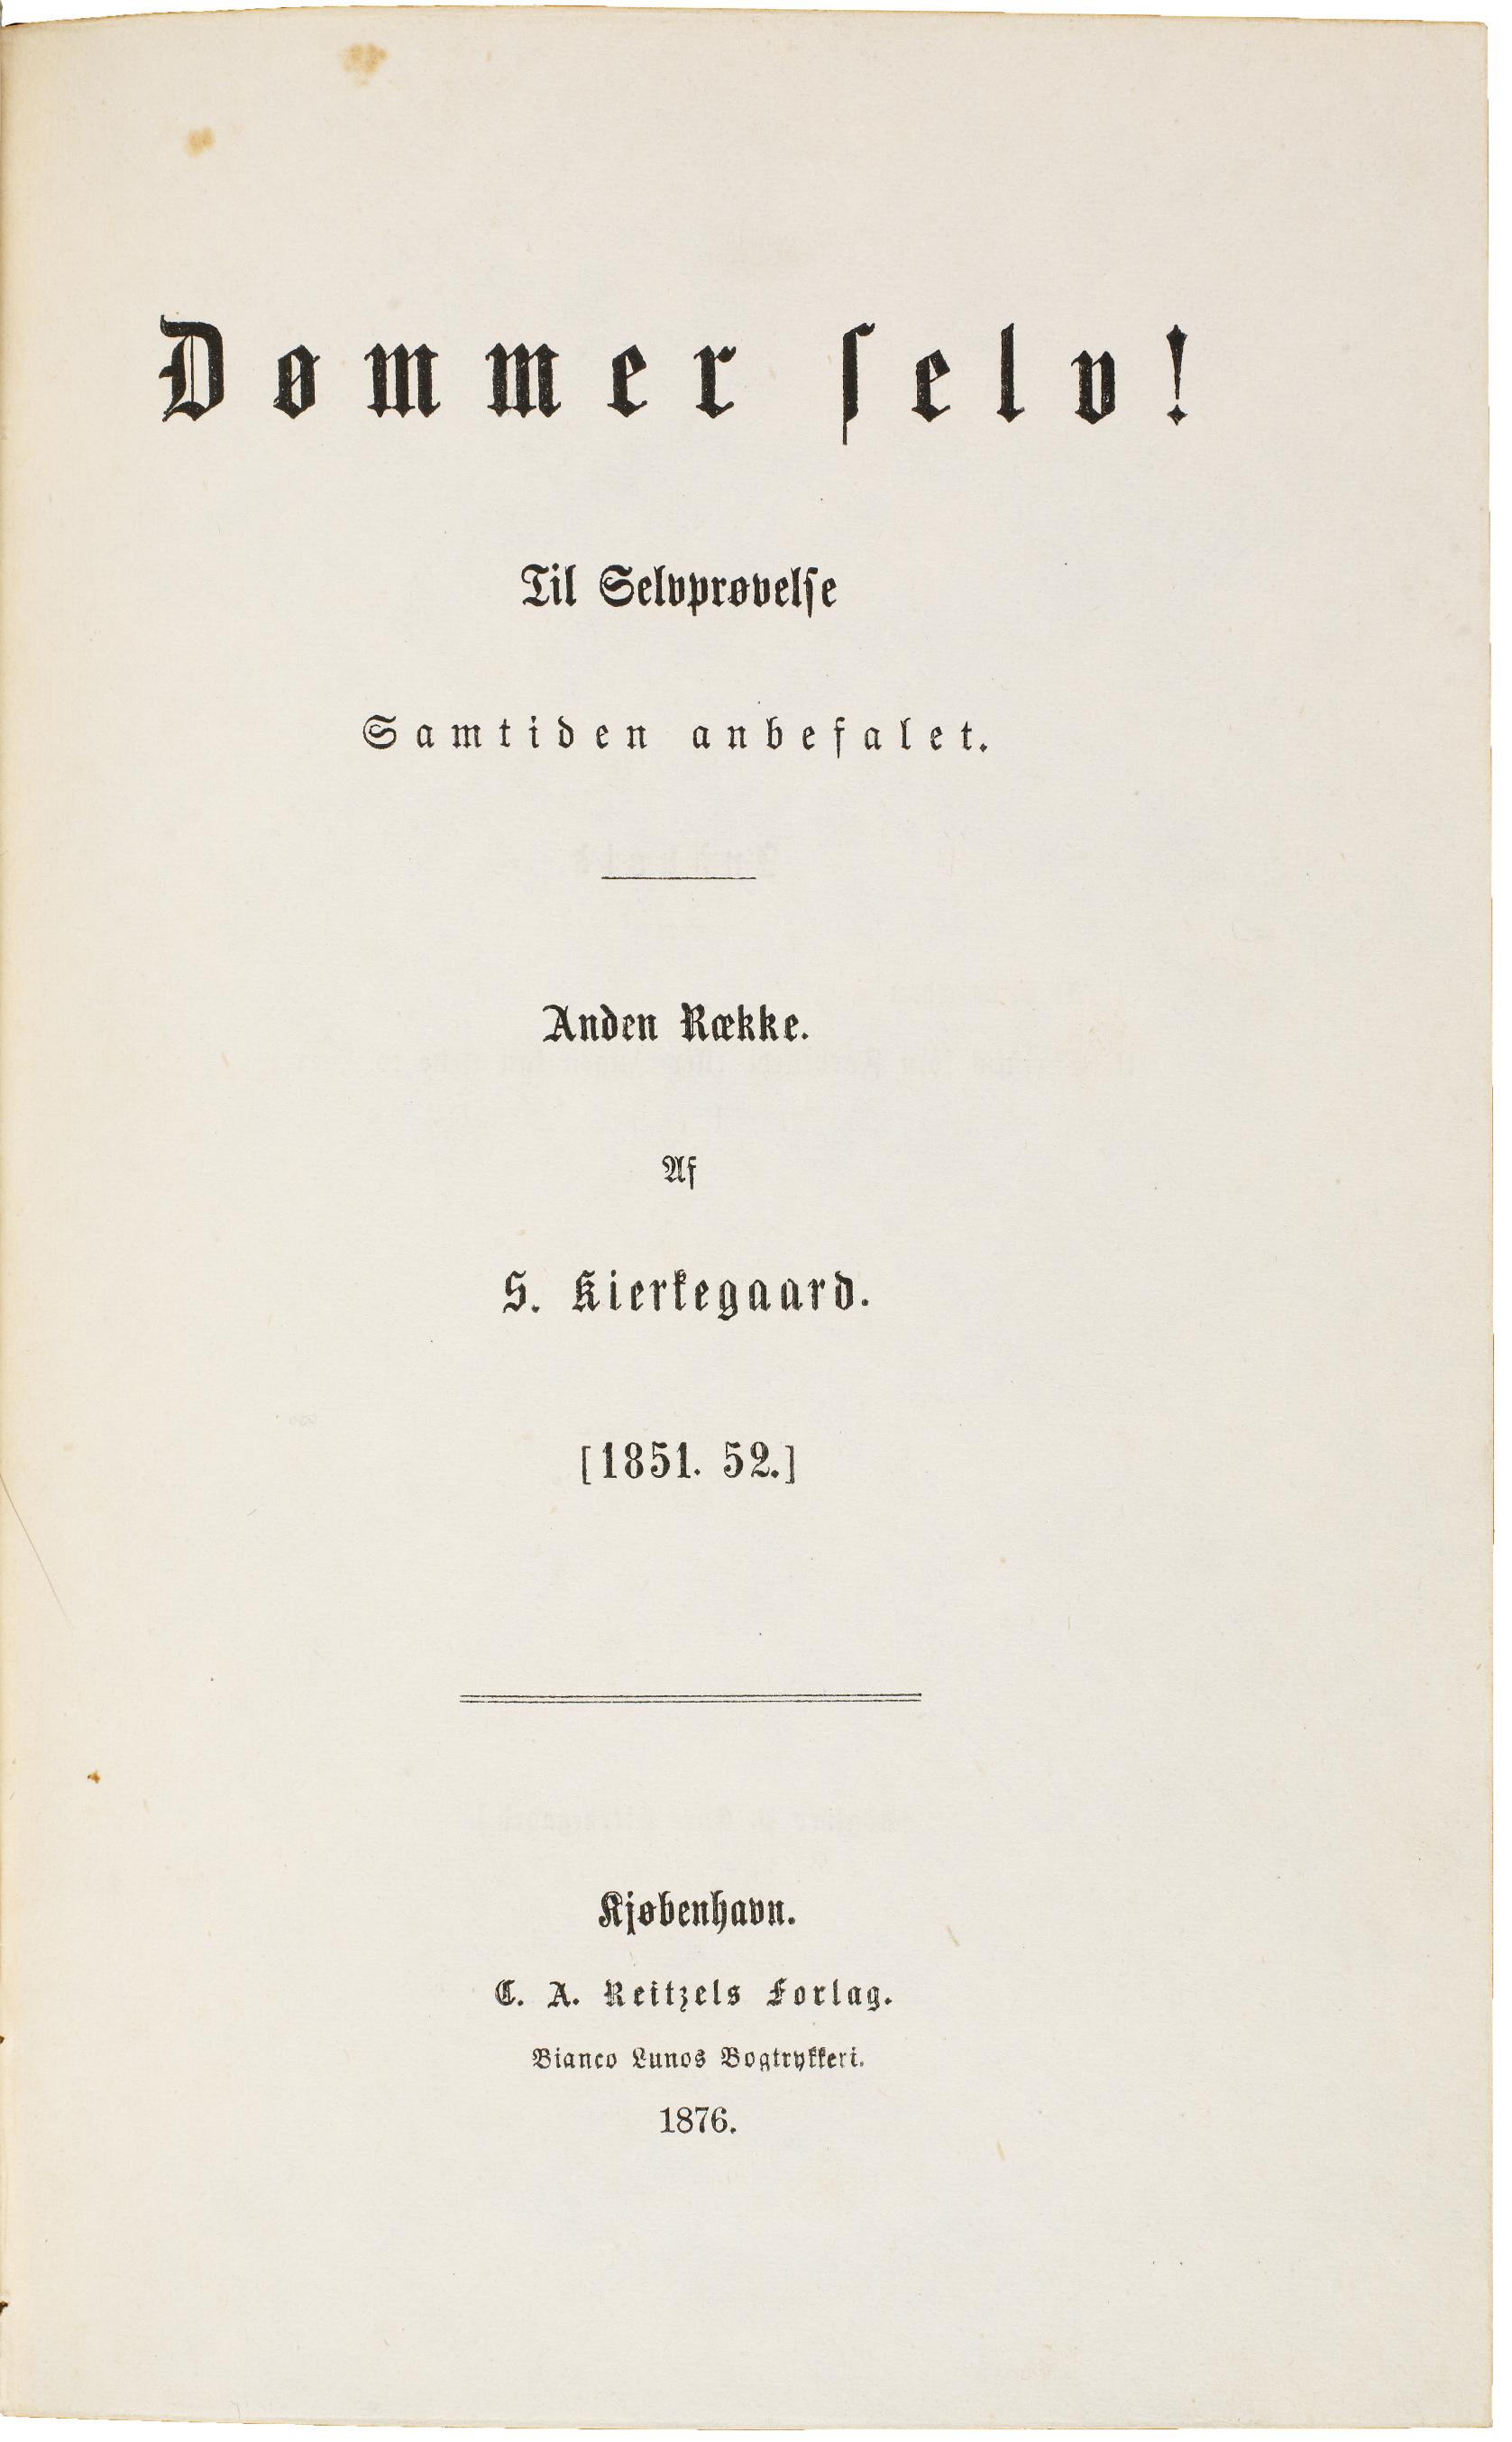 Dømmer selv!
Til Selvprøvelse
Samtiden anbefalet.
Anden Række.
Af
S. Kierkegaard.
[1851. 52.]
Kjøbenhavn.
C. A. Reitzels Forlag.
Bianco Lunos Bogtrykkeri.
1876.